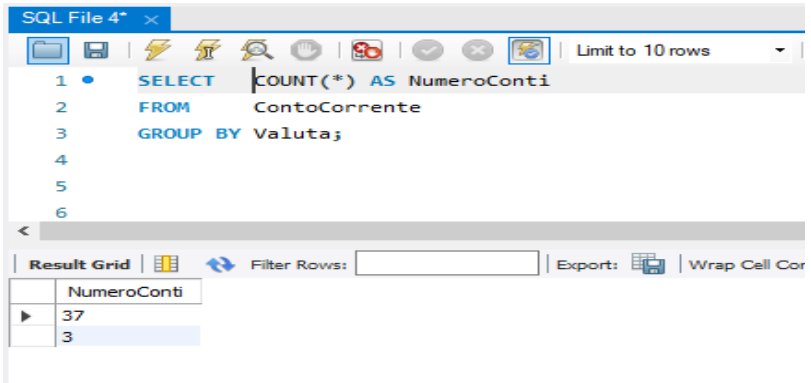 SQL File 4*
Limit to 10 rows
1 SELECT COUNT(*) AS NumeroConti
2 FROM ContoCorrente
3 GROUP BY Valuta;
4
5
6
Result Grid Filter Rows: Export: Wrap Cell Cor
NumeroConti
37
3